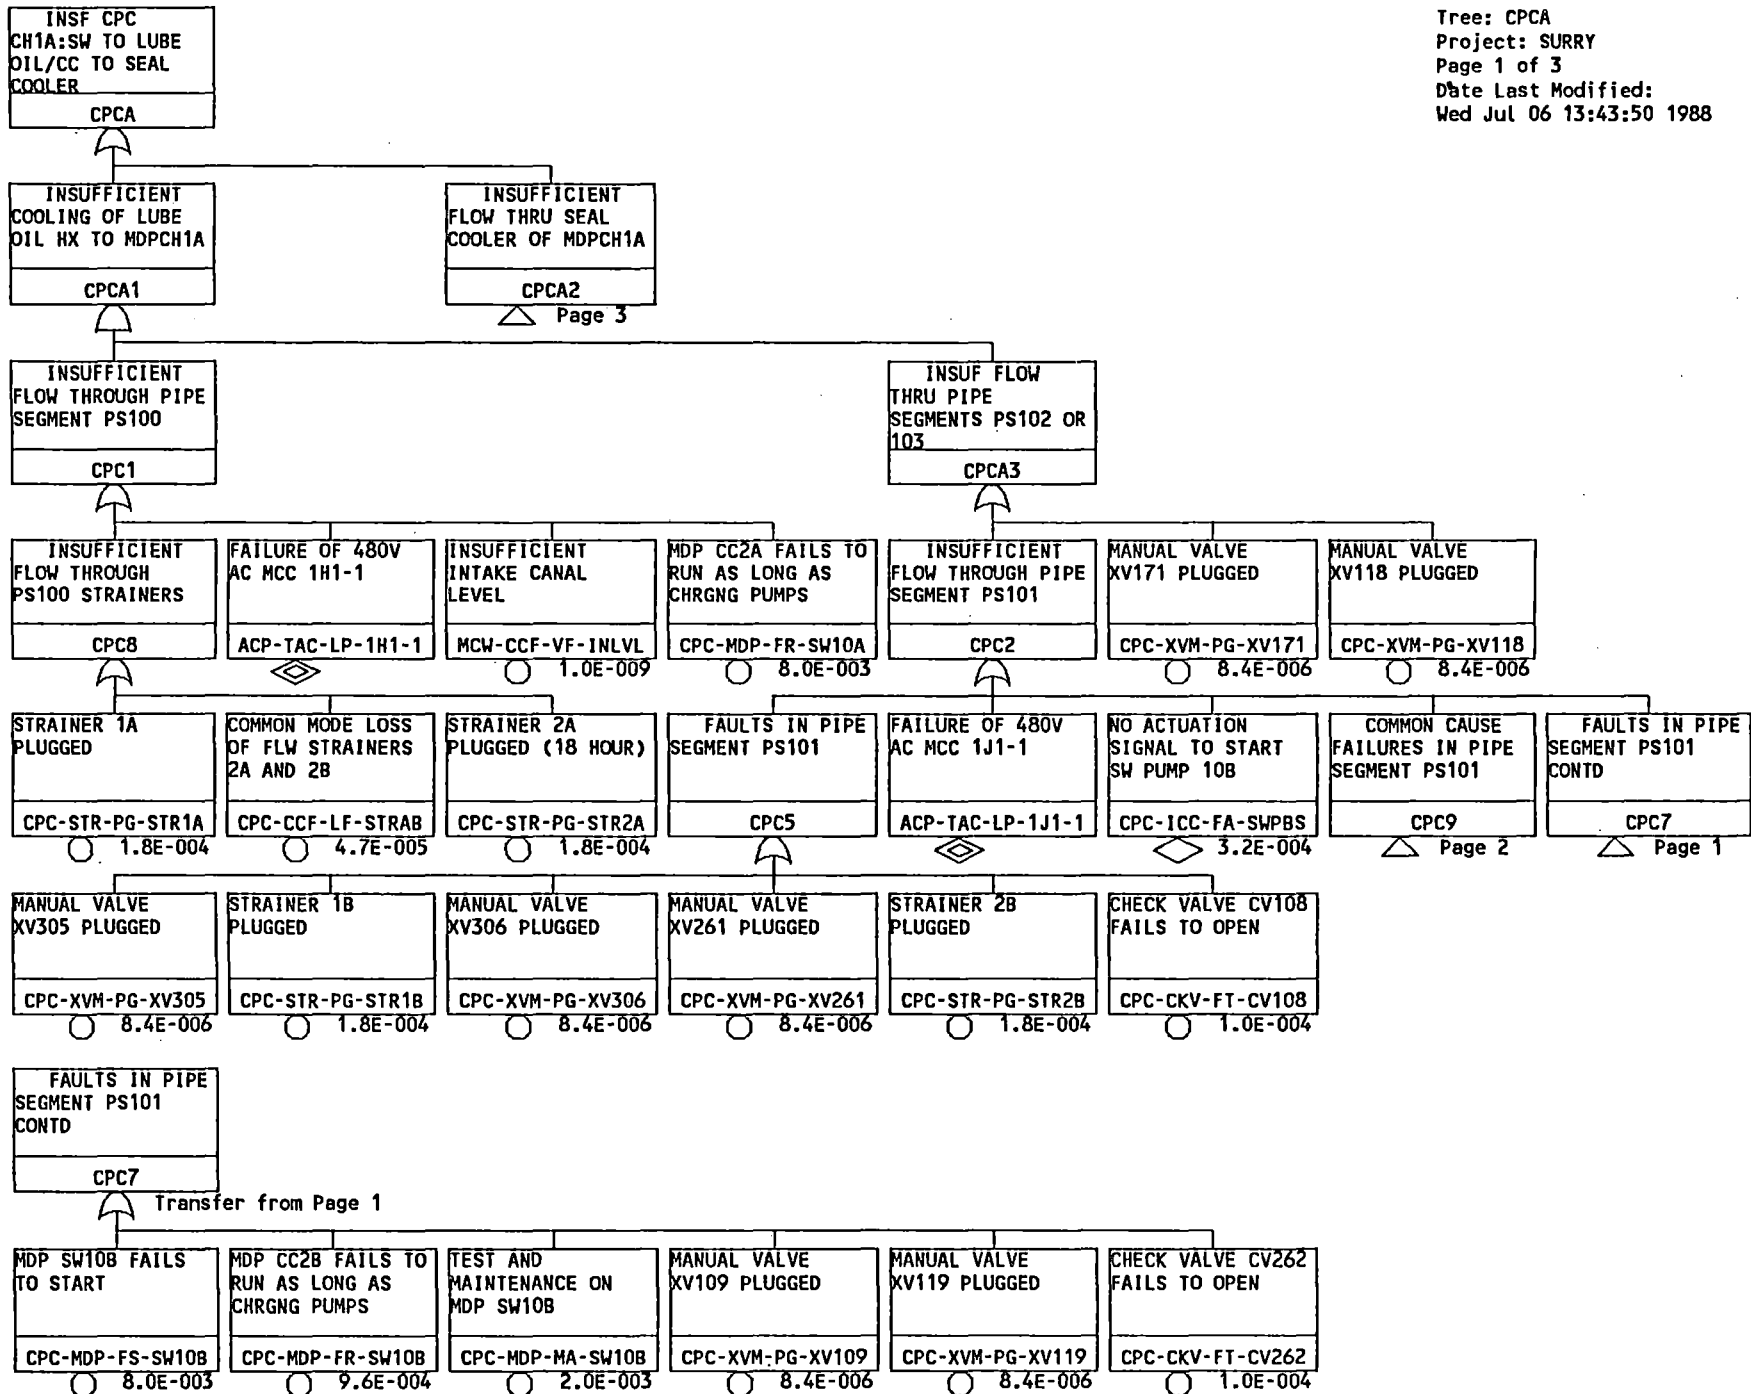 Tree: CPCA
Project: SURRY
Page 1 of 3
Date Last Modified:
Wed Jul 06 13:43:50 1988
INSF CPC
CH1A:SW TO LUBE
OIL/CC TO SEAL
COOLER
CPCA
INSUFFICIENT
COOLING OF LUBE
OIL HX TO MDPCH1A
CPCA1
INSUFFICIENT
FLOW THRU SEAL
COOLER OF MDPCH1A
CPCA2
Page 3
INSUFFICIENT
FLOW THROUGH PIPE
SEGMENT PS100
CPC1
INSUF FLOW
THRU PIPE
SEGMENTS PS102 OR
103
CPCA3
INSUFFICIENT
FLOW THROUGH
PS100 STRAINERS
CPC8
FAILURE OF 480V
AC MCC 1H1-1
ACP-TAC-LP-1H1-1
INSUFFICIENT
INTAKE CANAL
LEVEL
MCW-CCF-VF-INLVL
1.0E-009
MDP CC2A FAILS TO
RUN AS LONG AS
CHRGNG PUMPS
CPC-MDP-FR-SW10A
8.0E-003
INSUFFICIENT
FLOW THROUGH PIPE
SEGMENT PS101
CPC2
MANUAL VALVE
XV171 PLUGGED
CPC-XVM-PG-XV171
8.4E-006
MANUAL VALVE
XV118 PLUGGED
CPC-XVM-PG-XV118
8.4E-006
STRAINER 1A
PLUGGED
CPC-STR-PG-STR1A
1.8E-004
COMMON MODE LOSS
OF FLW STRAINERS
2A AND 2B
CPC-CCF-LF-STRAB
4.7E-005
STRAINER 2A
PLUGGED (18 HOUR)
CPC-STR-PG-STR2A
1.8E-004
FAULTS IN PIPE
SEGMENT PS101
CPC5
FAILURE OF 480V
AC MCC 1J1-1
ACP-TAC-LP-1J1-1
NO ACTUATION
SIGNAL TO START
SW PUMP 10B
CPC-ICC-FA-SWPBS
3.2E-004
COMMON CAUSE
FAILURES IN PIPE
SEGMENT PS101
CPC9
Page 2
FAULTS IN PIPE
SEGMENT PS101
CONTD
CPC7
Page 1
MANUAL VALVE
XV305 PLUGGED
CPC-XVM-PG-XV305
8.4E-006
STRAINER 1B
PLUGGED
CPC-STR-PG-STR1B
1.8E-004
MANUAL VALVE
XV306 PLUGGED
CPC-XVM-PG-XV306
8.4E-006
MANUAL VALVE
XV261 PLUGGED
CPC-XVM-PG-XV261
8.4E-006
STRAINER 2B
PLUGGED
CPC-STR-PG-STR2B
1.8E-004
CHECK VALVE CV108
FAILS TO OPEN
CPC-CKV-FT-CV108
1.0E-004
FAULTS IN PIPE
SEGMENT PS101
CONTD
CPC7
Transfer from Page 1
MDP SW10B FAILS
TO START
CPC-MDP-FS-SW10B
8.0E-003
MDP CC2B FAILS TO
RUN AS LONG AS
CHRGNG PUMPS
CPC-MDP-FR-SW10B
9.6E-004
TEST AND
MAINTENANCE ON
MDP SW10B
CPC-MDP-MA-SW10B
2.0E-003
MANUAL VALVE
XV109 PLUGGED
CPC-XVM-PG-XV109
8.4E-006
MANUAL VALVE
XV119 PLUGGED
CPC-XVM-PG-XV119
8.4E-006
CHECK VALVE CV262
FAILS TO OPEN
CPC-CKV-FT-CV262
1.0E-004